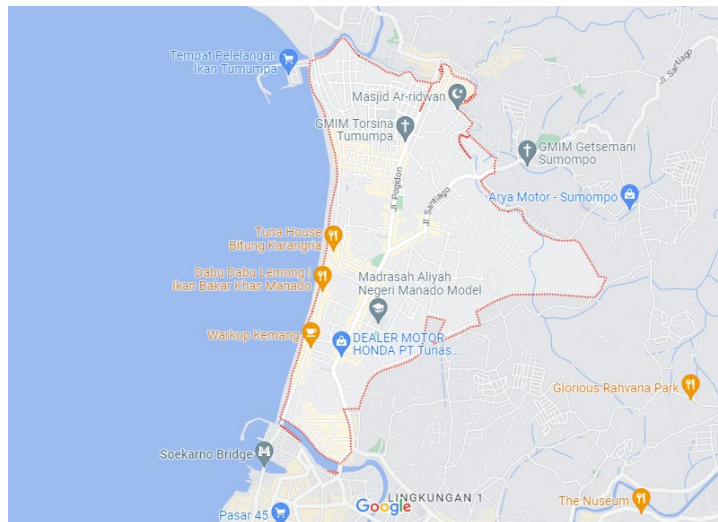 Tempat Pelelangan
Ikan Tumumpa
Jl. Santiago
Masjid Ar-ridwan
GMIM Torsina
Tumumpa
GMIM Getsemani
Sumompo
Jl. Pogidon
Jl. Santiago
Arya Motor - Sumompo
Tuna House
Bitung Karangria
Dabu Dabu Lemong |
Ikan Bakar Khas Manado
Madrasah Aliyah
Negeri Manado Model
Warkop Kemang
DEALER MOTOR
HONDA PT Tunas...
Glorious Rahvana Park
Soekarno Bridge
LINGKUNGAN 1
Google
The Nuseum
Pasar 45